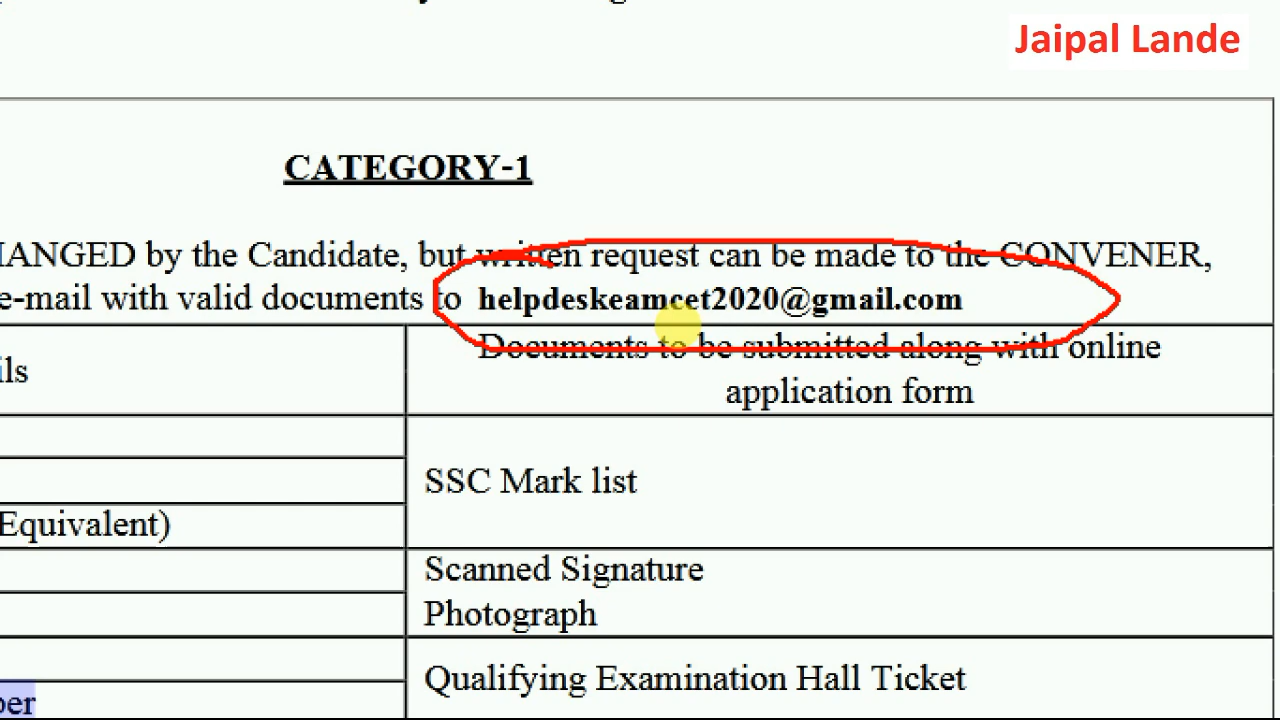 Jaipal Lande
CATEGORY-1
HANGED by the Candidate, but written request can be made to the CONVENER,
e-mail with valid documents to helpdeskeamcet2020@gmail.com
ils
Documents to be submitted along with online
application form
SSC Mark list
Equivalent)
Scanned Signature
Photograph
Qualifying Examination Hall Ticket
ber